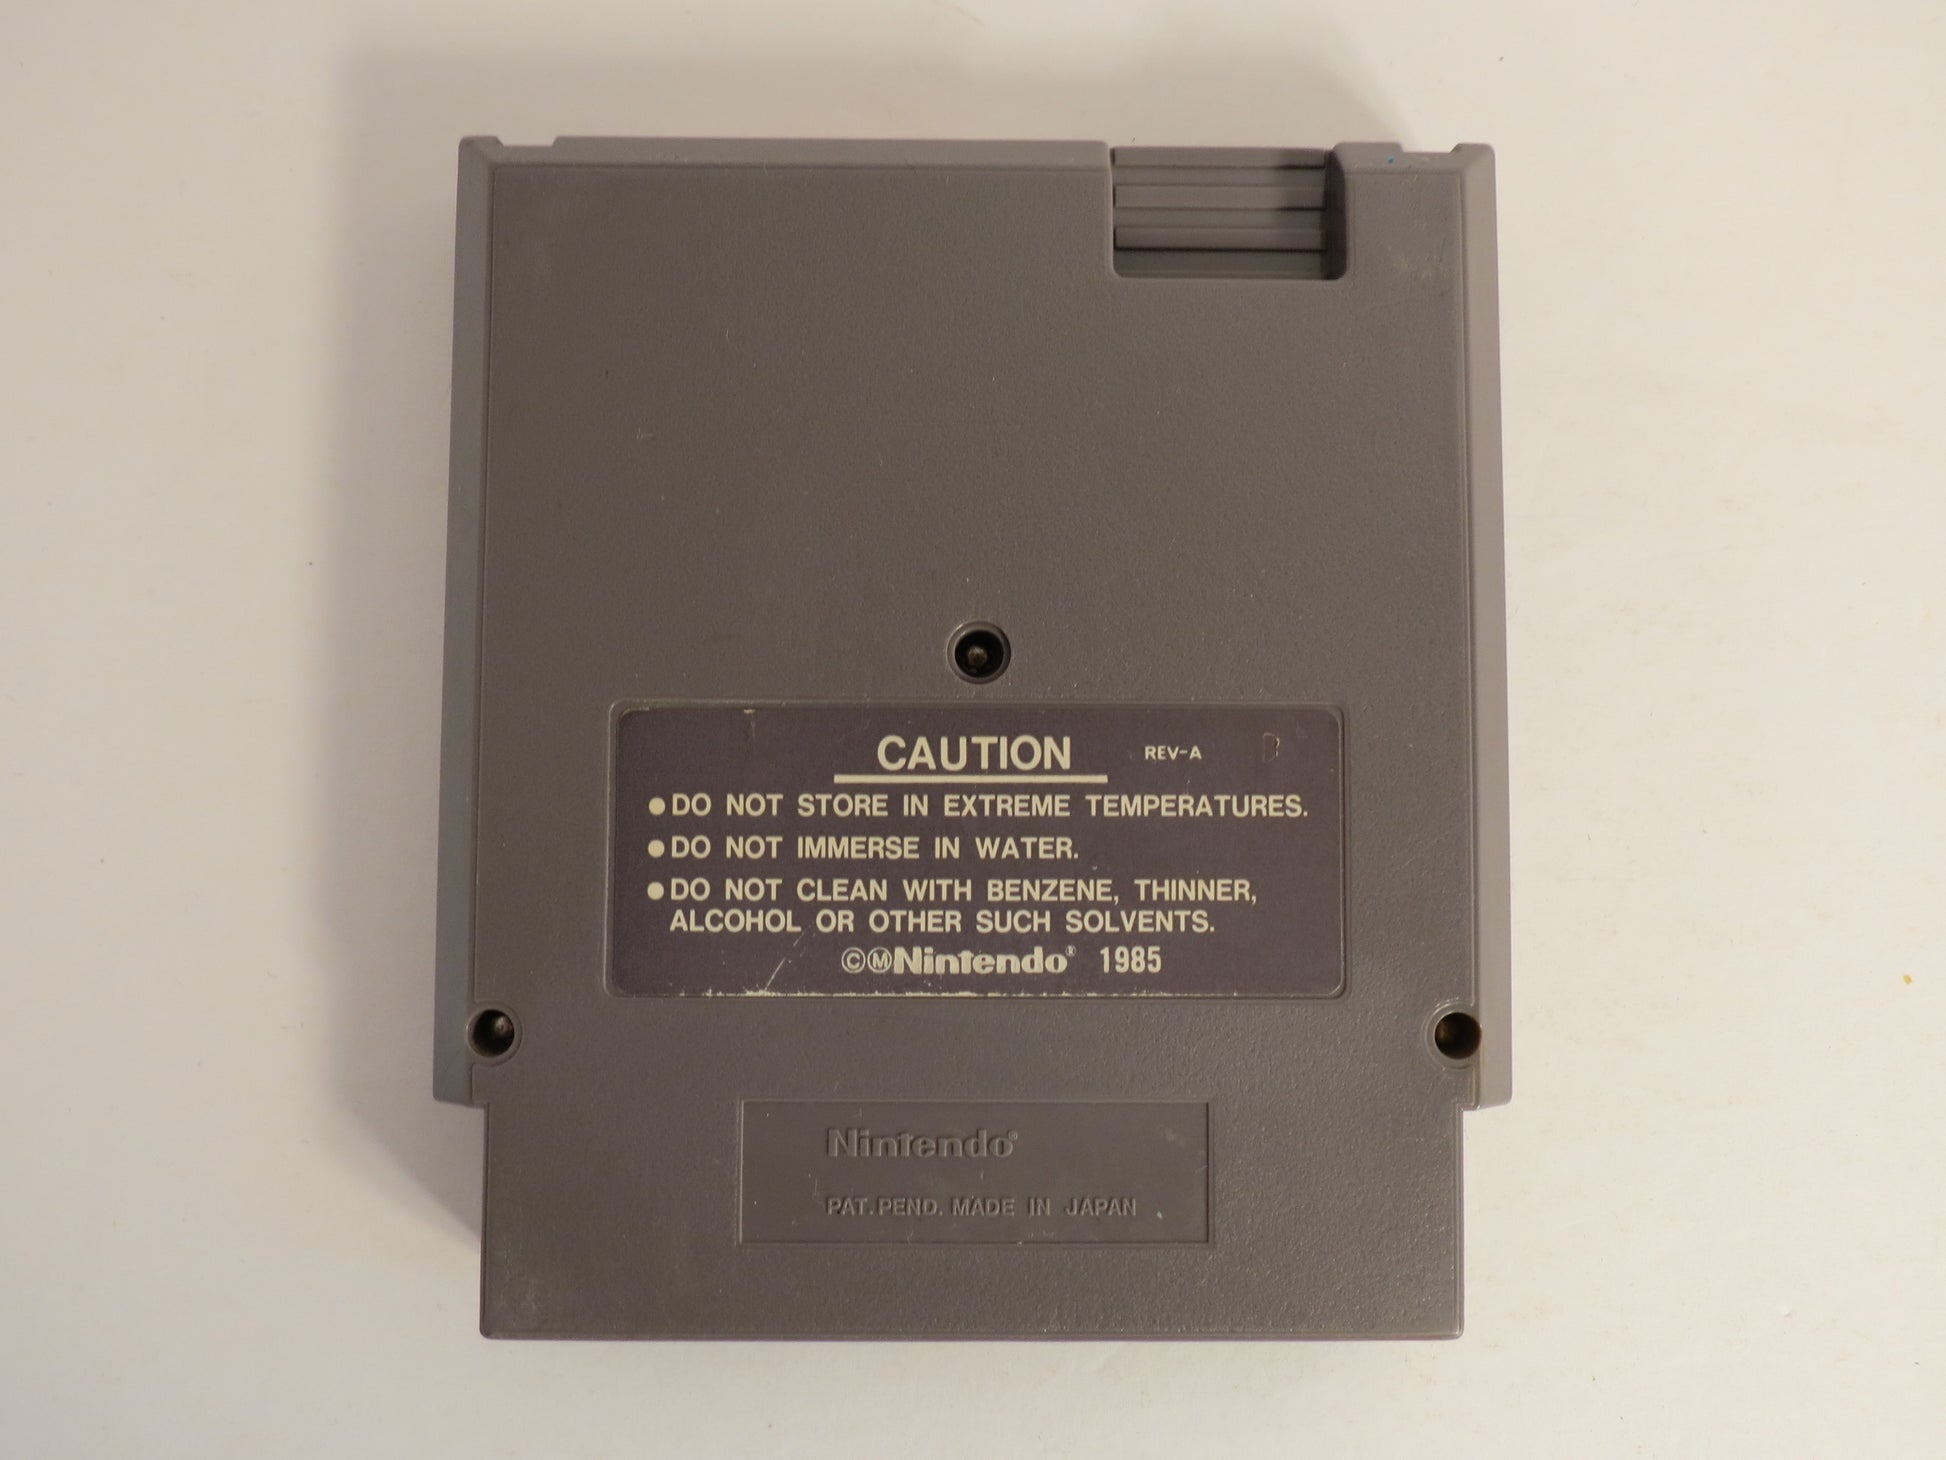 CAUTION REV-A
●DO NOT STORE IN EXTREME TEMPERATURES.
●DO NOT IMMERSE IN WATER.
●DO NOT CLEAN WITH BENZENE, THINNER,
ALCOHOL OR OTHER SUCH SOLVENTS.
©ⓂNintendo® 1985
Nintendo®
PAT. PEND. MADE IN JAPAN